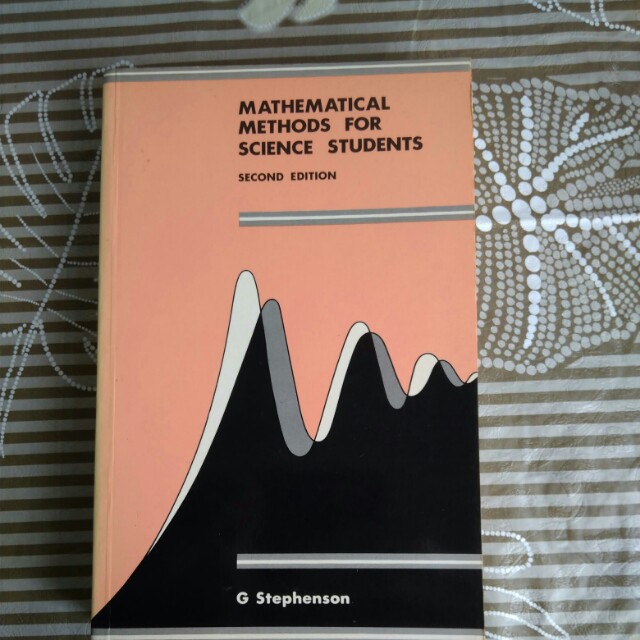 MATHEMATICAL
METHODS FOR
SCIENCE STUDENTS
SECOND EDITION
G Stephenson